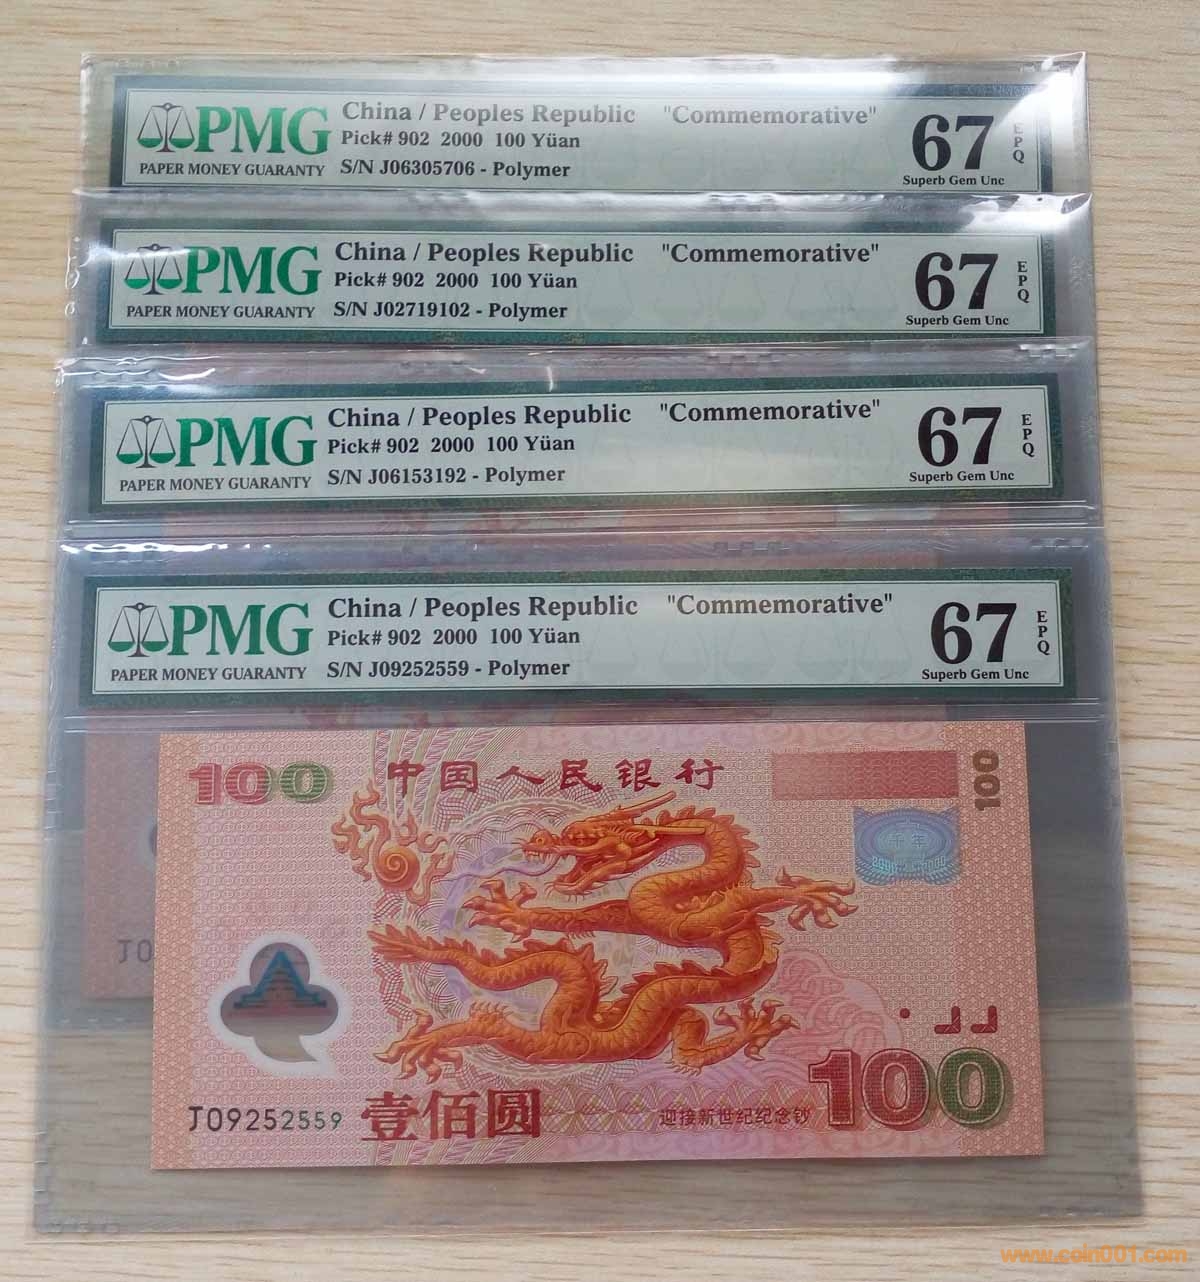 PMG
PAPER MONEY GUARANTY
China / Peoples Republic "Commemorative"
Pick# 902 2000 100 Yüan
S/N J06305706 - Polymer
67
EPQ
Superb Gem Unc
PMG
PAPER MONEY GUARANTY
China / Peoples Republic "Commemorative"
Pick# 902 2000 100 Yüan
S/N J02719102 - Polymer
67
EPQ
Superb Gem Unc
PMG
PAPER MONEY GUARANTY
China / Peoples Republic "Commemorative"
Pick# 902 2000 100 Yüan
S/N J06153192 - Polymer
67
EPQ
Superb Gem Unc
PMG
PAPER MONEY GUARANTY
China / Peoples Republic "Commemorative"
Pick# 902 2000 100 Yüan
S/N J09252559 - Polymer
67
EPQ
Superb Gem Unc
100
中国人民银行
100
J0
J09252559
壹佰圆
迎接新世纪纪念钞
100
www.coin001.com